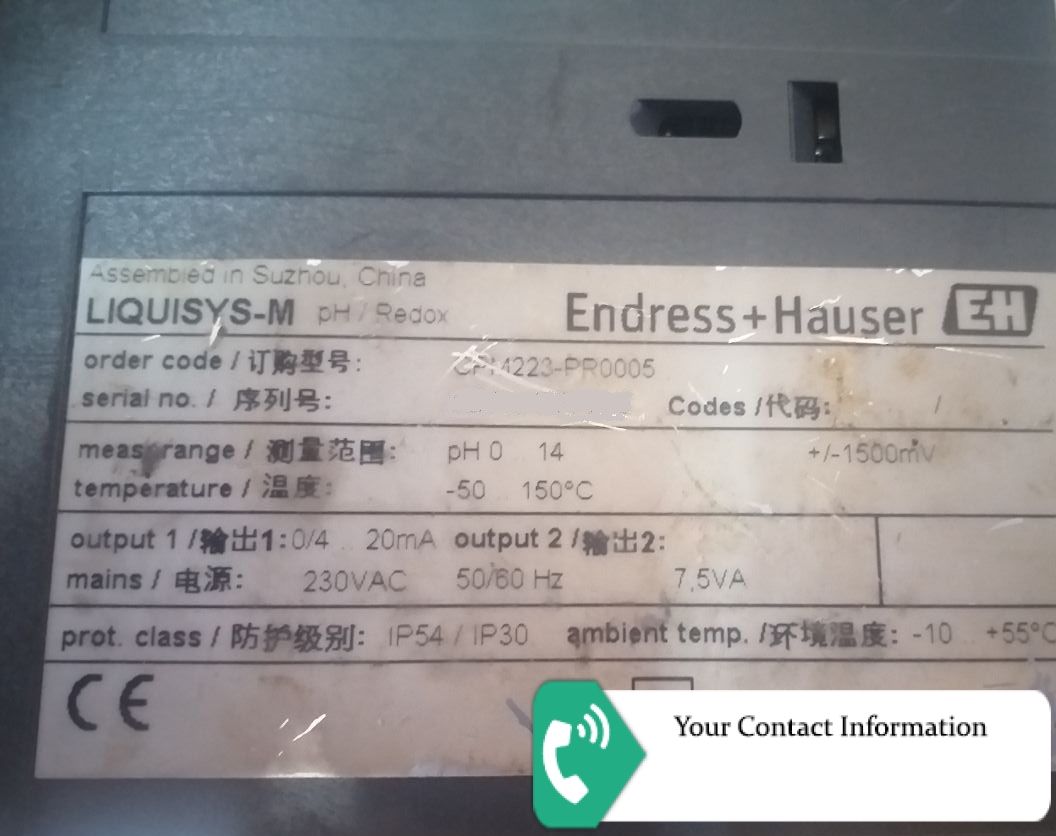 Assembled in Suzhou, China
LIQUISYS-M pH / Redox Endress+Hauser EH
order code / 订购型号: CPM223-PR0005
serial no. / 序列号: Codes /代码: /
meas. range / 测量范围: pH 0 .. 14 +/-1500mV
temperature / 温度: -50 .. 150°C
output 1 /输出1: 0/4 .. 20mA output 2 /输出2:
mains / 电源: 230VAC 50/60 Hz 7,5VA
prot. class / 防护级别: IP54 / IP30 ambient temp. /环境温度: -10 .. +55°C
CE
Your Contact Information